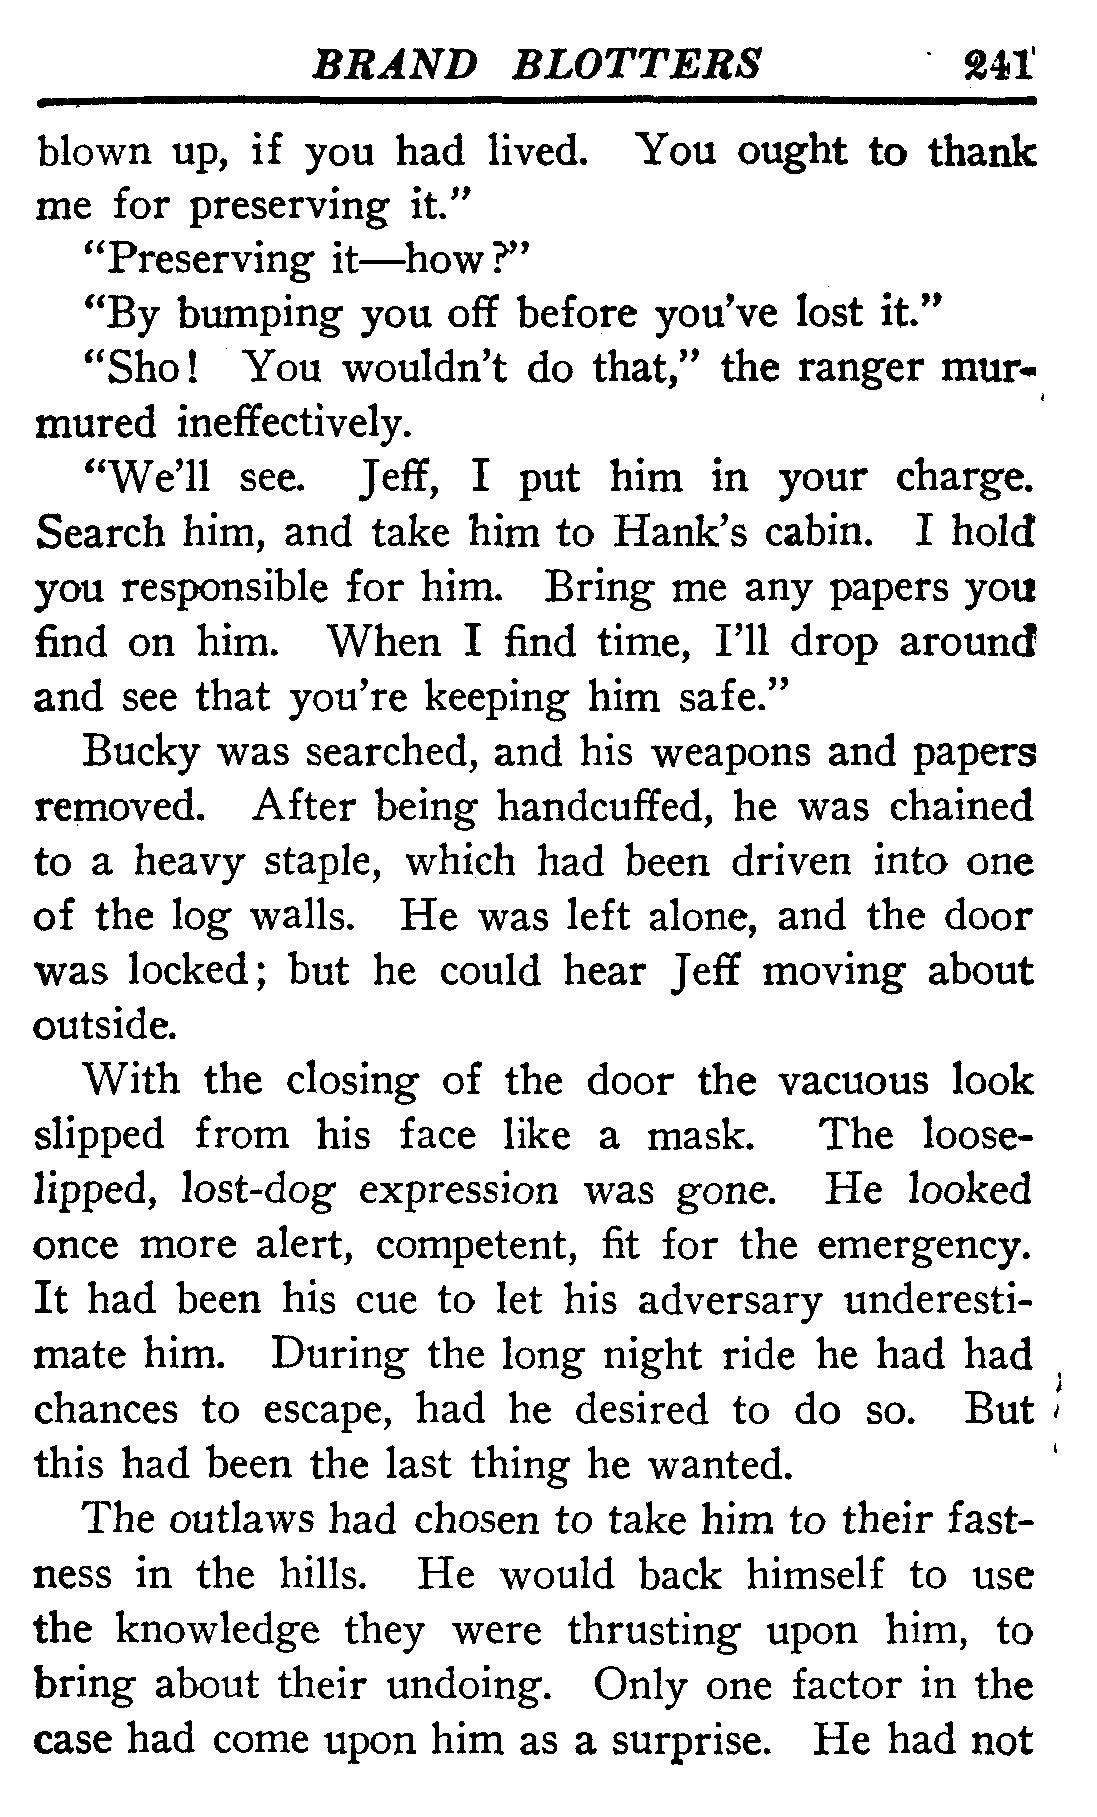 BRAND BLOTTERS 241
blown up, if you had lived. You ought to thank
me for preserving it."
"Preserving it—how?"
"By bumping you off before you've lost it."
"Sho! You wouldn't do that," the ranger mur-
mured ineffectively.
"We'll see. Jeff, I put him in your charge.
Search him, and take him to Hank's cabin. I hold
you responsible for him. Bring me any papers you
find on him. When I find time, I'll drop around
and see that you're keeping him safe."
Bucky was searched, and his weapons and papers
removed. After being handcuffed, he was chained
to a heavy staple, which had been driven into one
of the log walls. He was left alone, and the door
was locked; but he could hear Jeff moving about
outside.
With the closing of the door the vacuous look
slipped from his face like a mask. The loose-
lipped, lost-dog expression was gone. He looked
once more alert, competent, fit for the emergency.
It had been his cue to let his adversary underesti-
mate him. During the long night ride he had had
chances to escape, had he desired to do so. But
this had been the last thing he wanted.
The outlaws had chosen to take him to their fast-
ness in the hills. He would back himself to use
the knowledge they were thrusting upon him, to
bring about their undoing. Only one factor in the
case had come upon him as a surprise. He had not